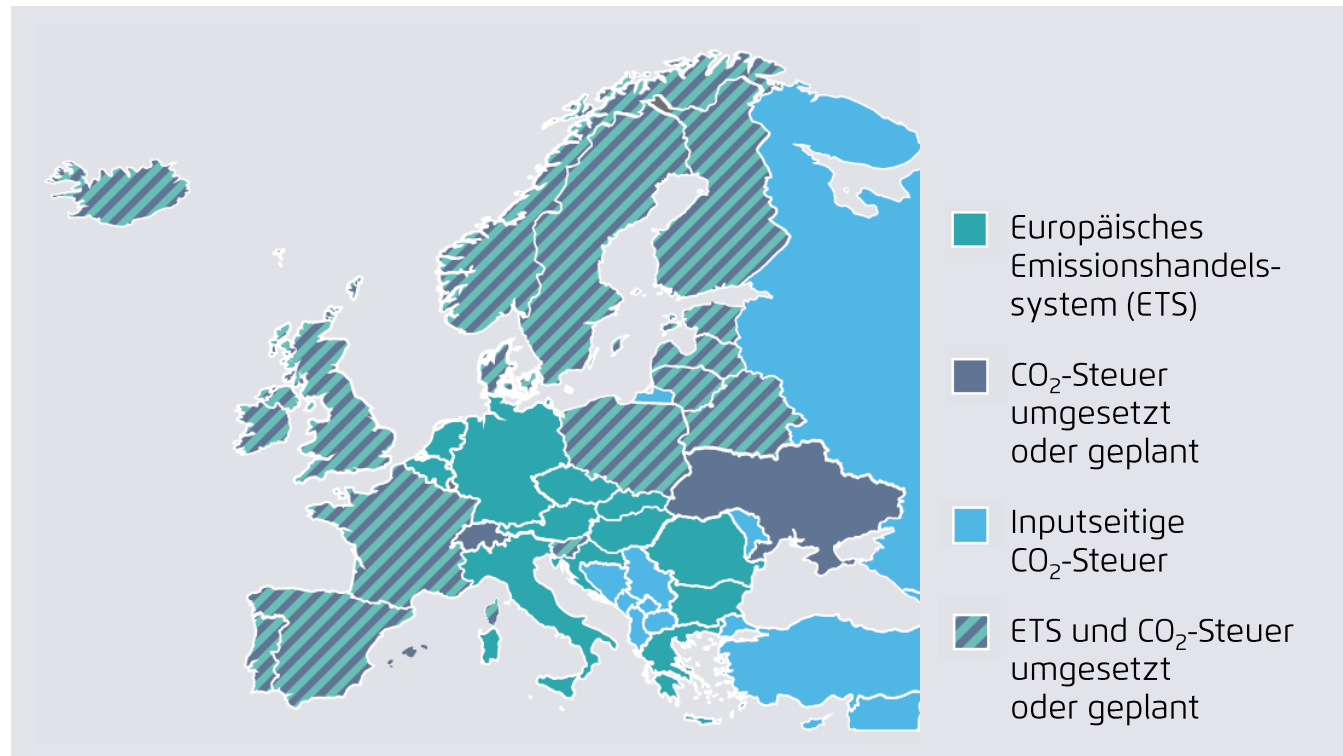 Europäisches
Emissionshandels-
system (ETS)
CO₂-Steuer
umgesetzt
oder geplant
Inputseitige
CO₂-Steuer
ETS und CO₂-Steuer
umgesetzt
oder geplant